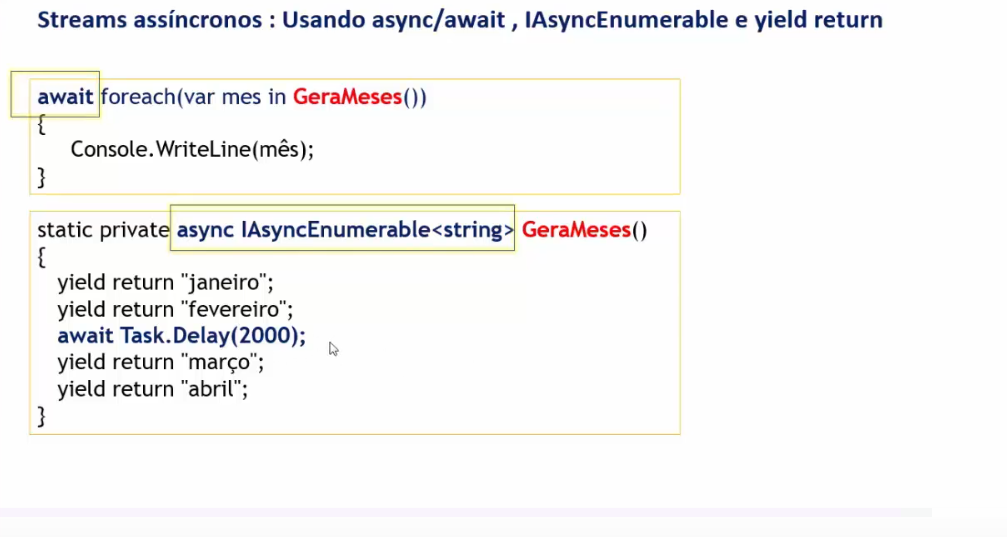 Streams assíncronos : Usando async/await , IAsyncEnumerable e yield return
await foreach(var mes in GeraMeses())
{
Console.WriteLine(mês);
}
static private async IAsyncEnumerable<string> GeraMeses()
{
yield return "janeiro";
yield return "fevereiro";
await Task.Delay(2000);
yield return "março";
yield return "abril";
}